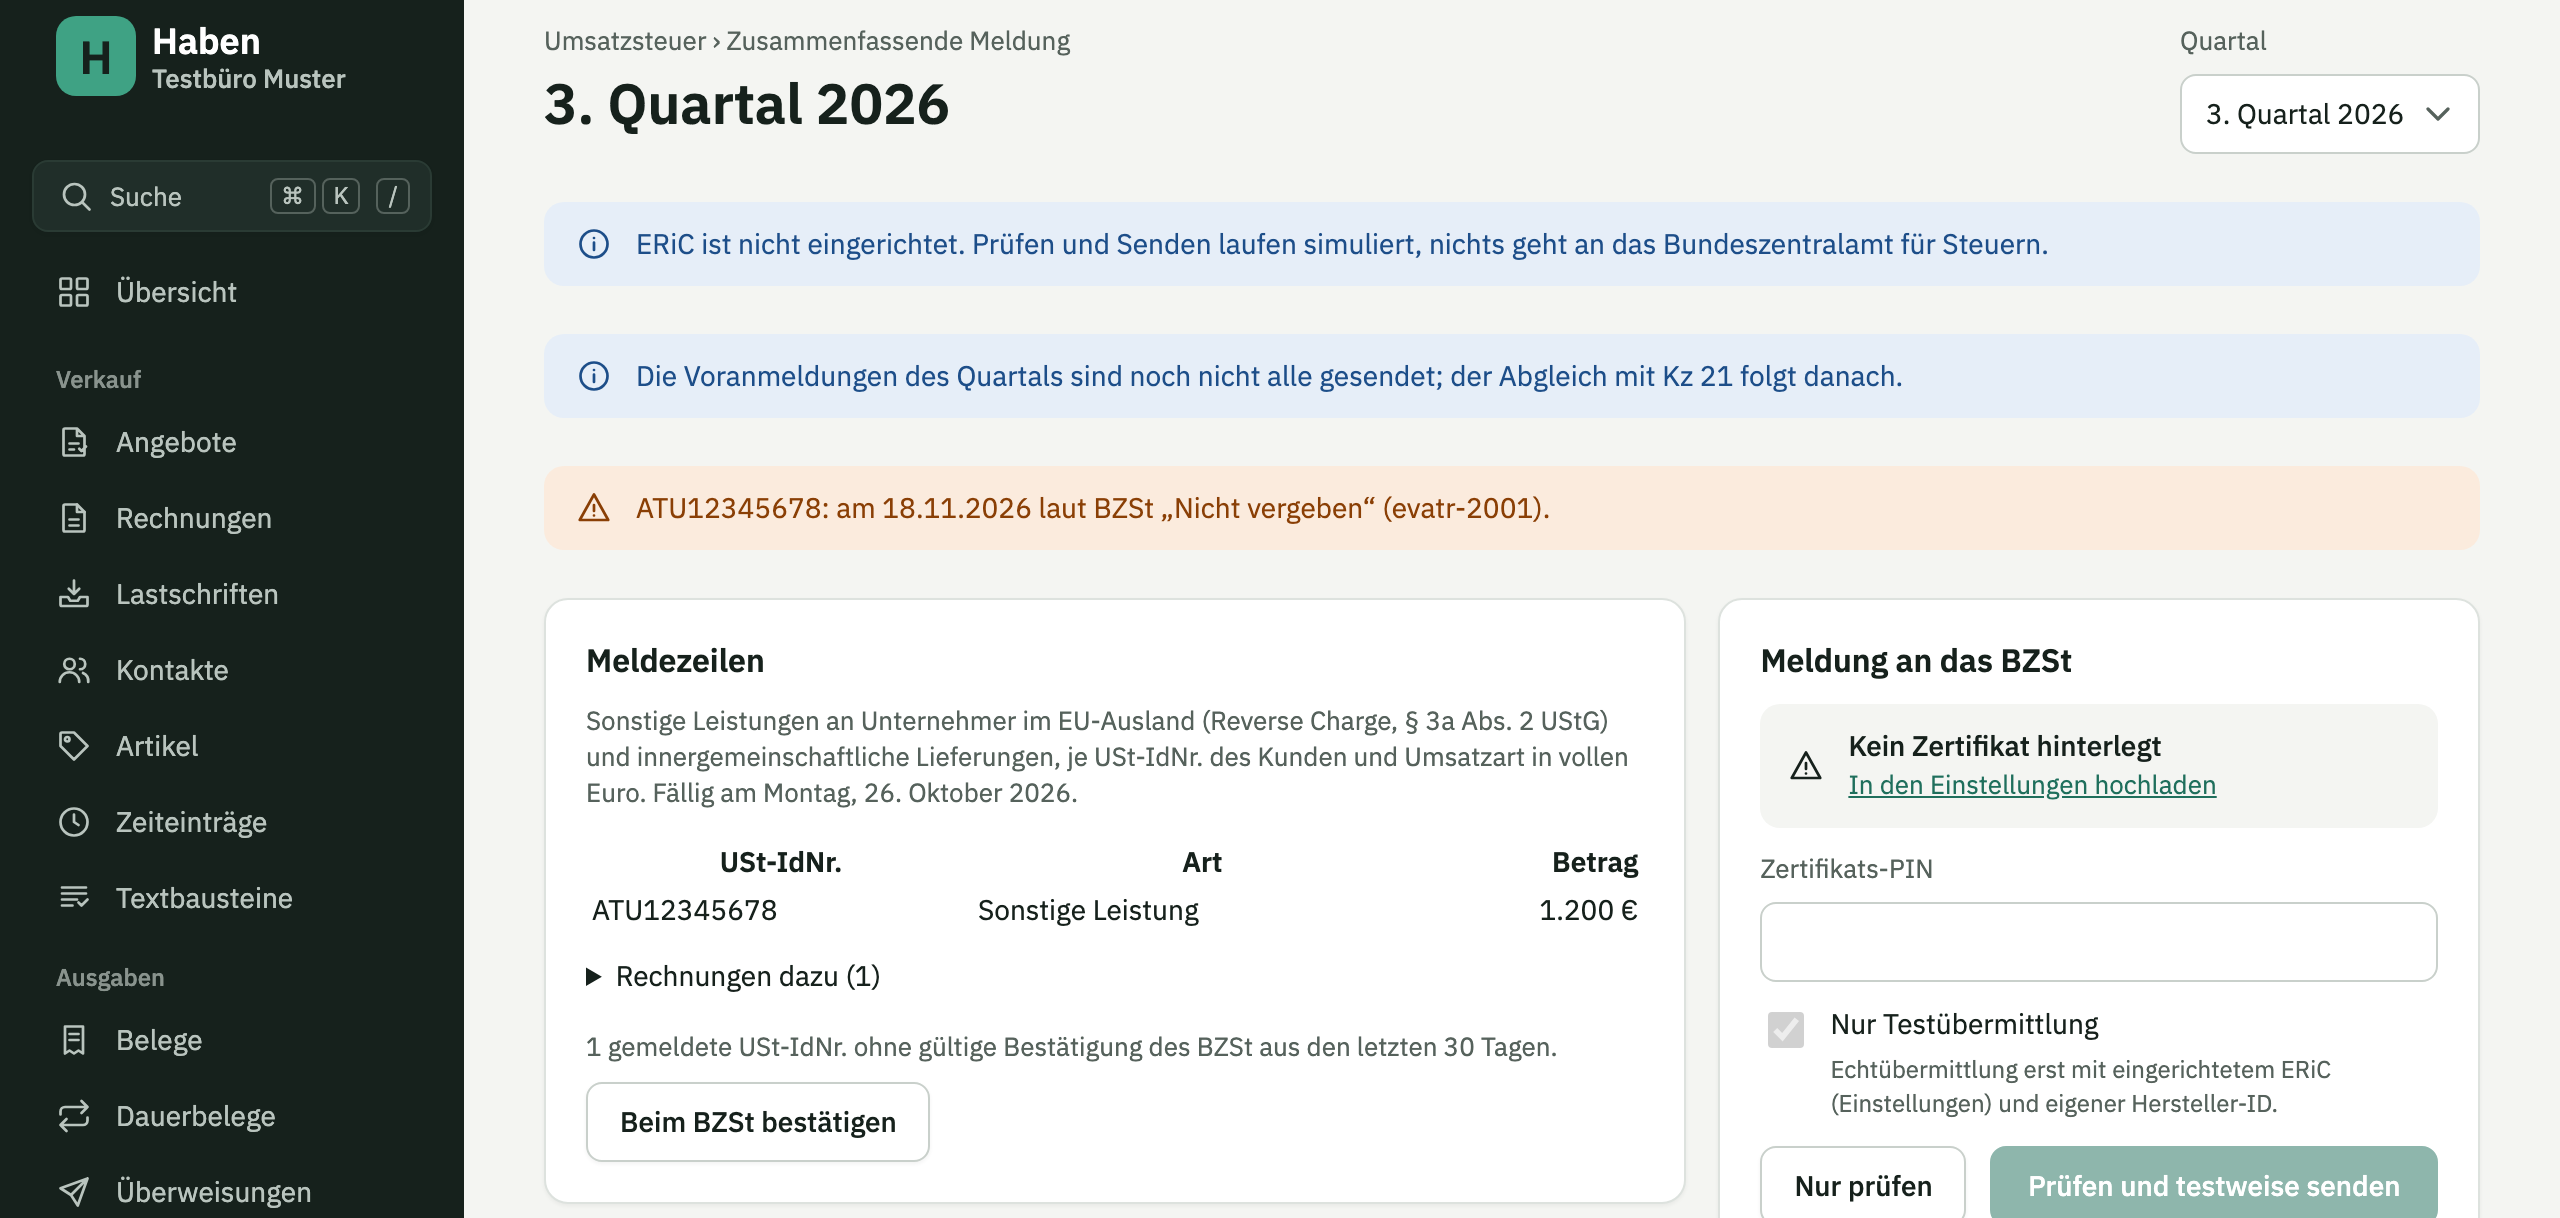 H
Haben
Testbüro Muster
Suche ⌘ K /
Übersicht
Verkauf
Angebote
Rechnungen
Lastschriften
Kontakte
Artikel
Zeiteinträge
Textbausteine
Ausgaben
Belege
Dauerbelege
Überweisungen
Umsatzsteuer › Zusammenfassende Meldung
3. Quartal 2026
Quartal
3. Quartal 2026
ERiC ist nicht eingerichtet. Prüfen und Senden laufen simuliert, nichts geht an das Bundeszentralamt für Steuern.
Die Voranmeldungen des Quartals sind noch nicht alle gesendet; der Abgleich mit Kz 21 folgt danach.
ATU12345678: am 18.11.2026 laut BZSt „Nicht vergeben“ (evatr-2001).
Meldezeilen
Sonstige Leistungen an Unternehmer im EU-Ausland (Reverse Charge, § 3a Abs. 2 UStG)
und innergemeinschaftliche Lieferungen, je USt-IdNr. des Kunden und Umsatzart in vollen
Euro. Fällig am Montag, 26. Oktober 2026.
USt-IdNr. Art Betrag
ATU12345678 Sonstige Leistung 1.200 €
Rechnungen dazu (1)
1 gemeldete USt-IdNr. ohne gültige Bestätigung des BZSt aus den letzten 30 Tagen.
Beim BZSt bestätigen
Meldung an das BZSt
Kein Zertifikat hinterlegt
In den Einstellungen hochladen
Zertifikats-PIN
Nur Testübermittlung
Echtübermittlung erst mit eingerichtetem ERiC
(Einstellungen) und eigener Hersteller-ID.
Nur prüfen
Prüfen und testweise senden